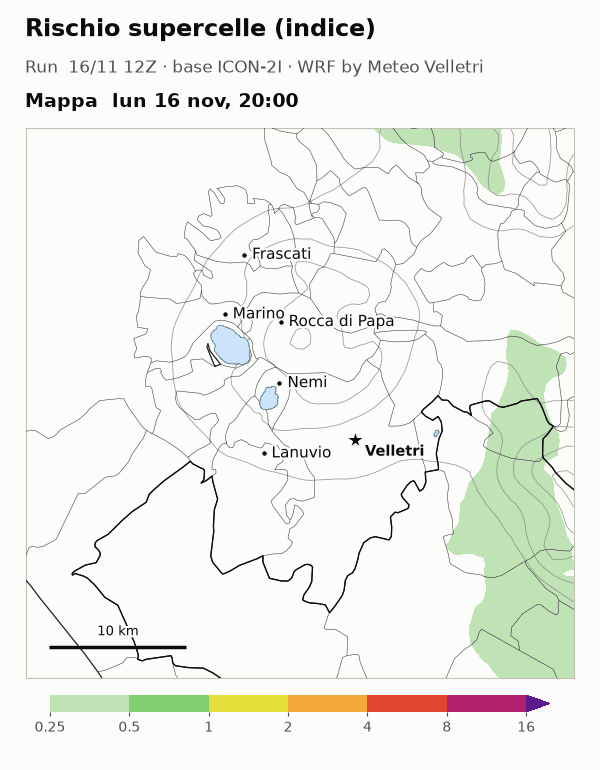 Rischio supercelle (indice)
Run  16/11 12Z · base ICON-2I · WRF by Meteo Velletri
Mappa  lun 16 nov, 20:00
Frascati
Marino
Rocca di Papa
Nemi
Velletri
Lanuvio
10 km
0.25 0.5 1 2 4 8 16